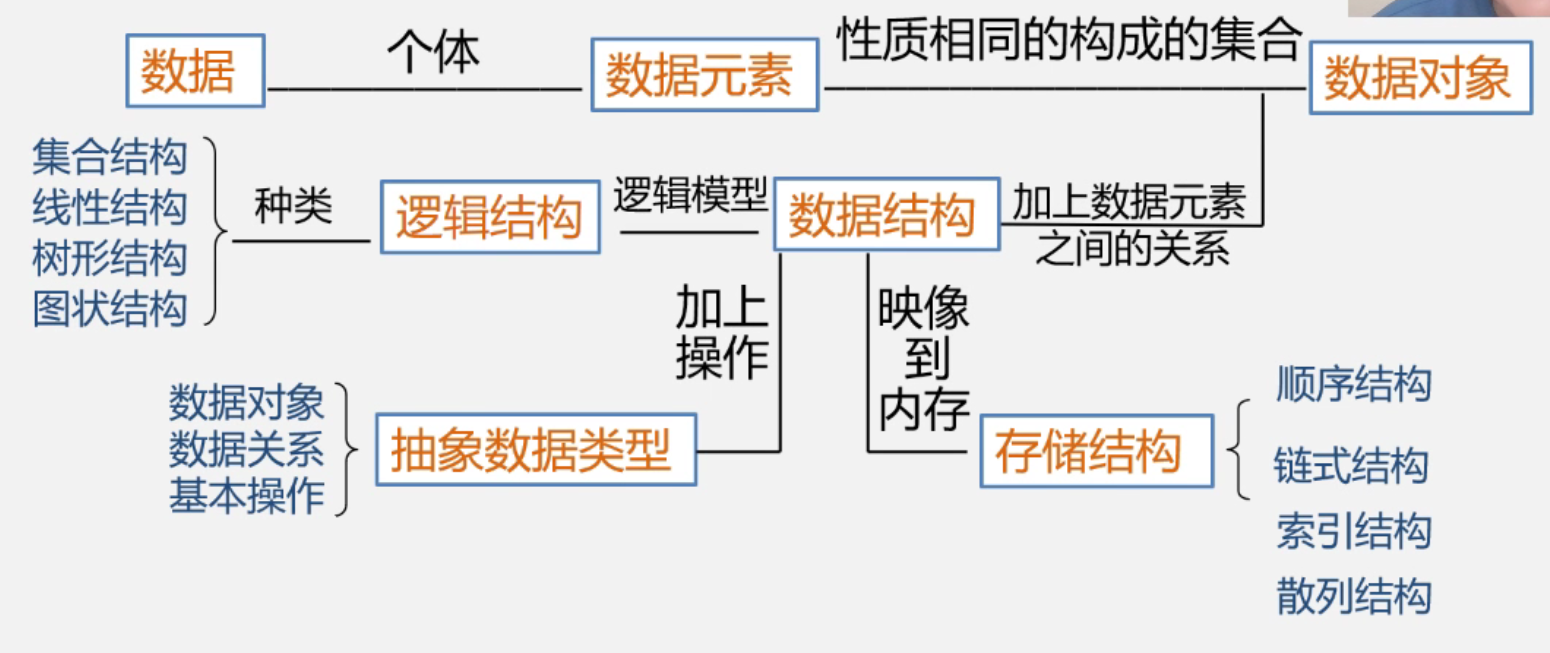 数据
个体
数据元素
性质相同的构成的集合
数据对象
集合结构
线性结构
树形结构
图状结构
种类
逻辑结构
逻辑模型
数据结构
加上数据元素
之间的关系
加上
操作
映像
到
内存
数据对象
数据关系
基本操作
抽象数据类型
存储结构
顺序结构
链式结构
索引结构
散列结构